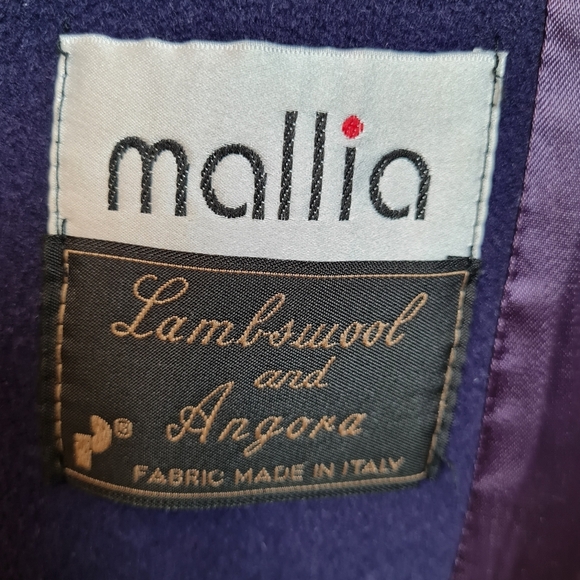 mallia
Lambswool
and
Angora
®
FABRIC MADE IN ITALY